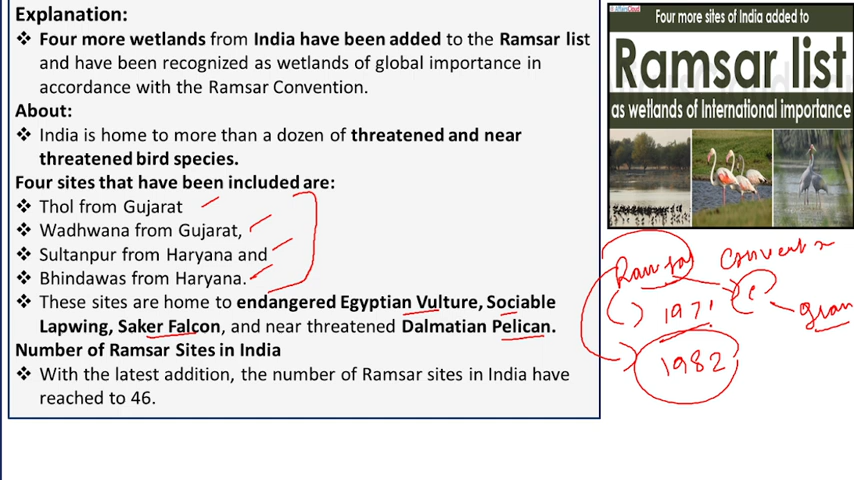 Explanation:
❖ Four more wetlands from India have been added to the Ramsar list
and have been recognized as wetlands of global importance in
accordance with the Ramsar Convention.
About:
❖ India is home to more than a dozen of threatened and near
threatened bird species.
Four sites that have been included are:
❖ Thol from Gujarat
❖ Wadhwana from Gujarat,
❖ Sultanpur from Haryana and
❖ Bhindawas from Haryana.
❖ These sites are home to endangered Egyptian Vulture, Sociable
Lapwing, Saker Falcon, and near threatened Dalmatian Pelican.
Number of Ramsar Sites in India
❖ With the latest addition, the number of Ramsar sites in India have
reached to 46.
Four more sites of India added to
Ramsar list
as wetlands of International importance
Ramsar
1971
1982